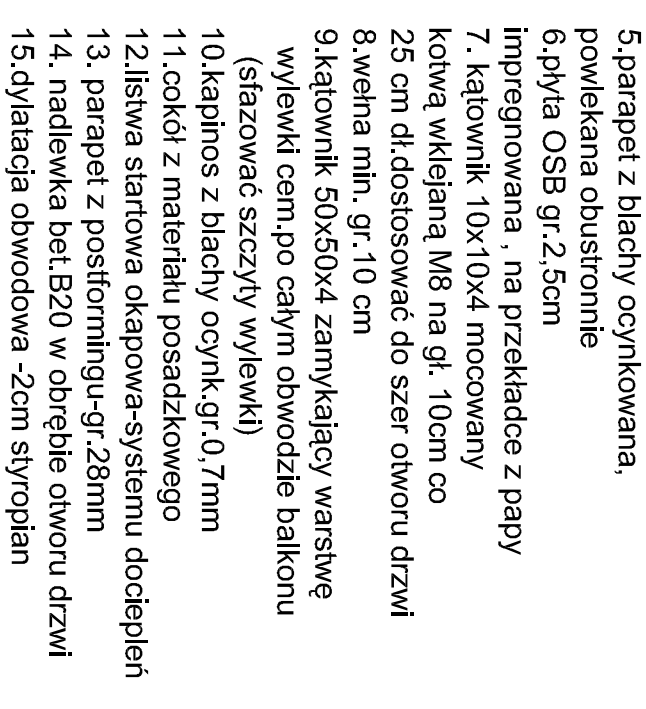 5.parapet z blachy ocynkowana,
powlekana obustronnie
6.płyta OSB gr.2,5cm
impregnowana , na przekładce z papy
7. kątownik 10x10x4 mocowany
kotwą wklejaną M8 na gł. 10cm co
25 cm dł.dostosować do szer otworu drzwi
8.wełna min. gr.10 cm
9.kątownik 50x50x4 zamykający warstwę
wylewki cem.po całym obwodzie balkonu
(sfazować szczyty wylewki)
10.kapinos z blachy ocynk.gr.0,7mm
11.cokół z materiału posadzkowego
12.listwa startowa okapowa-systemu dociepleń
13. parapet z postformingu-gr.28mm
14. nadlewka bet.B20 w obrębie otworu drzwi
15.dylatacja obwodowa -2cm styropian